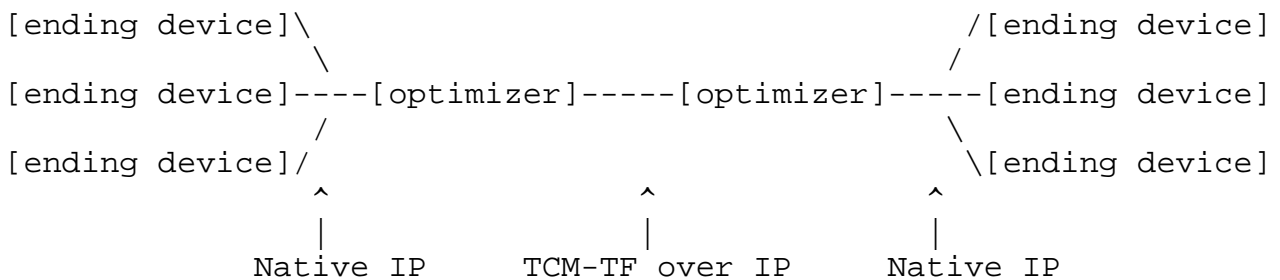 [ending device]\                              /[ending device]
                \                            /
[ending device]----[optimizer]-----[optimizer]-----[ending device]
                /                            \
[ending device]/                              \[ending device]
                ^               ^             ^
                |               |             |
            Native IP    TCM-TF over IP    Native IP